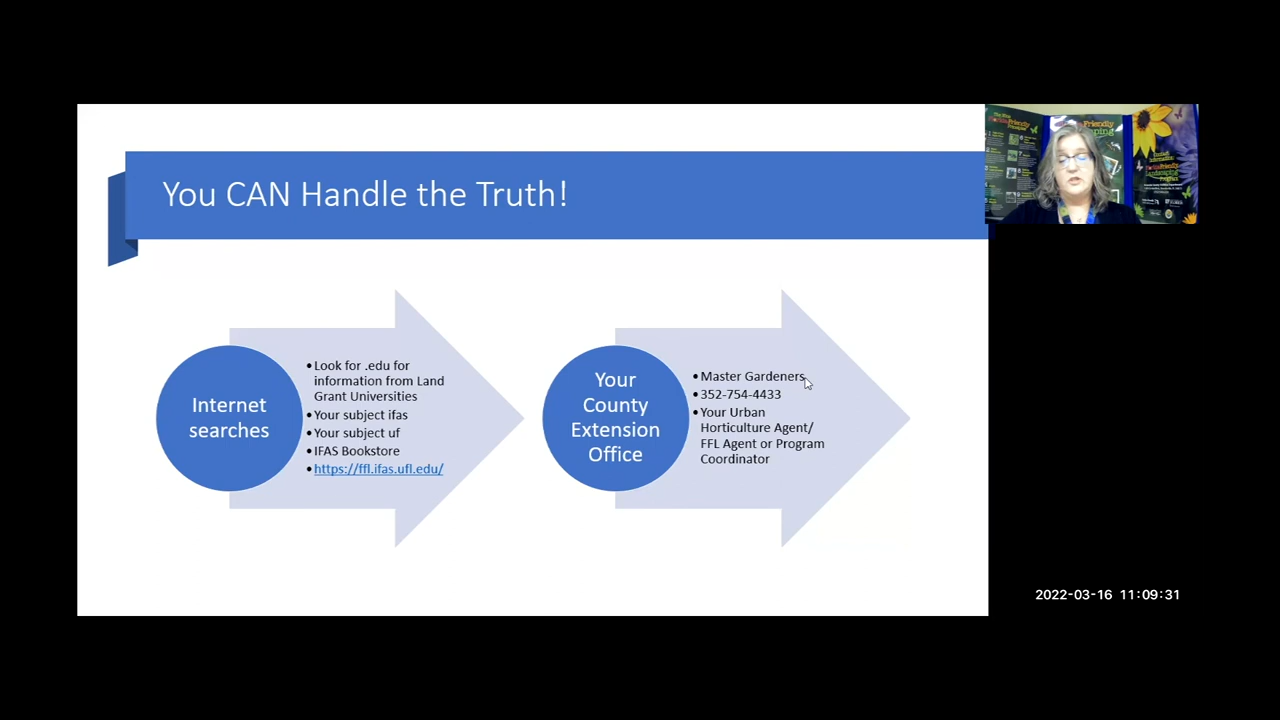 You CAN Handle the Truth!
Internet
searches
•Look for .edu for
information from Land
Grant Universities
•Your subject ifas
•Your subject uf
•IFAS Bookstore
•https://ffl.ifas.ufl.edu/
Your
County
Extension
Office
•Master Gardeners
•352-754-4433
•Your Urban
Horticulture Agent/
FFL Agent or Program
Coordinator
Friendly
2022-03-16 11:09:31